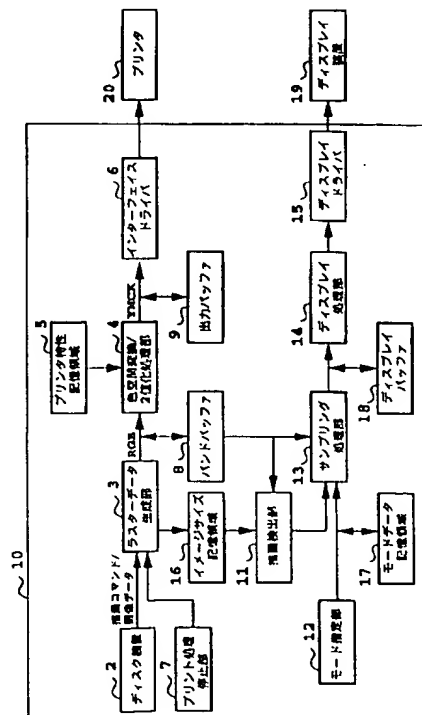 10
描画コマンド/
画像データ
2
ディスク装置
7
プリント処理
停止部
3
ラスターデータ
生成部
RGB
5
プリンタ特性
記憶領域
4
色空間変換/
2値化処理部
YMCK
6
インターフェイス
ドライバ
20
プリンタ
8
バンドバッファ
9
出力バッファ
16
イメージサイズ
記憶領域
11
描画検出部
12
モード指定部
17
モードデータ
記憶領域
13
サンプリング
処理部
14
ディスプレイ
処理部
15
ディスプレイ
ドライバ
18
ディスプレイ
バッファ
19
ディスプレイ
装置